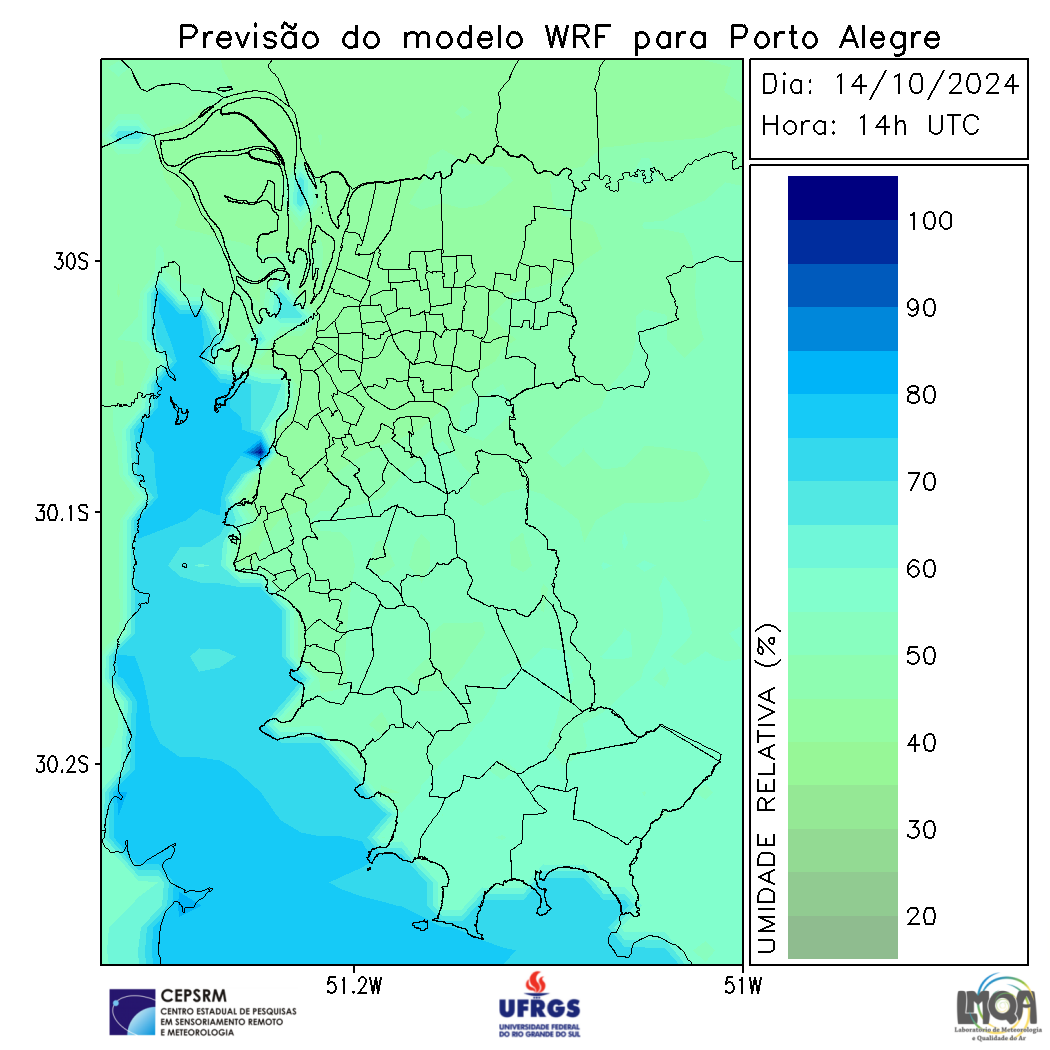 Previsão do modelo WRF para Porto Alegre
Dia: 14/10/2024
Hora: 14h UTC
30S
30.1S
30.2S
51.2W
51W
UMIDADE RELATIVA (%)
100
90
80
70
60
50
40
30
20
CEPSRM
CENTRO ESTADUAL DE PESQUISAS
EM SENSORIAMENTO REMOTO
E METEOROLOGIA
UFRGS
UNIVERSIDADE FEDERAL
DO RIO GRANDE DO SUL
LMQA
Laboratório de Meteorologia
e Qualidade do Ar